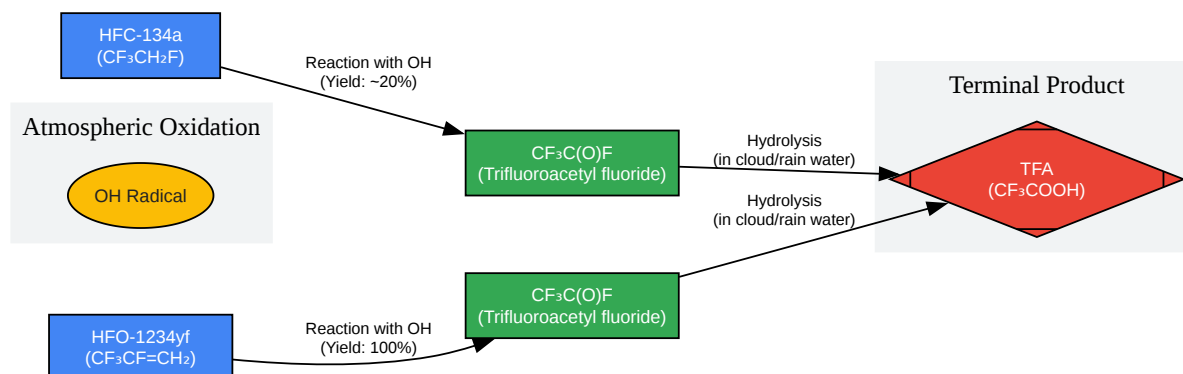 HFC-134a
(CF₃CH₂F)
Reaction with OH
(Yield: ~20%)
Atmospheric Oxidation
OH Radical
CF₃C(O)F
(Trifluoroacetyl fluoride)
Hydrolysis
(in cloud/rain water)
Terminal Product
TFA
(CF₃COOH)
Hydrolysis
(in cloud/rain water)
CF₃C(O)F
(Trifluoroacetyl fluoride)
HFO-1234yf
(CF₃CF=CH₂)
Reaction with OH
(Yield: 100%)